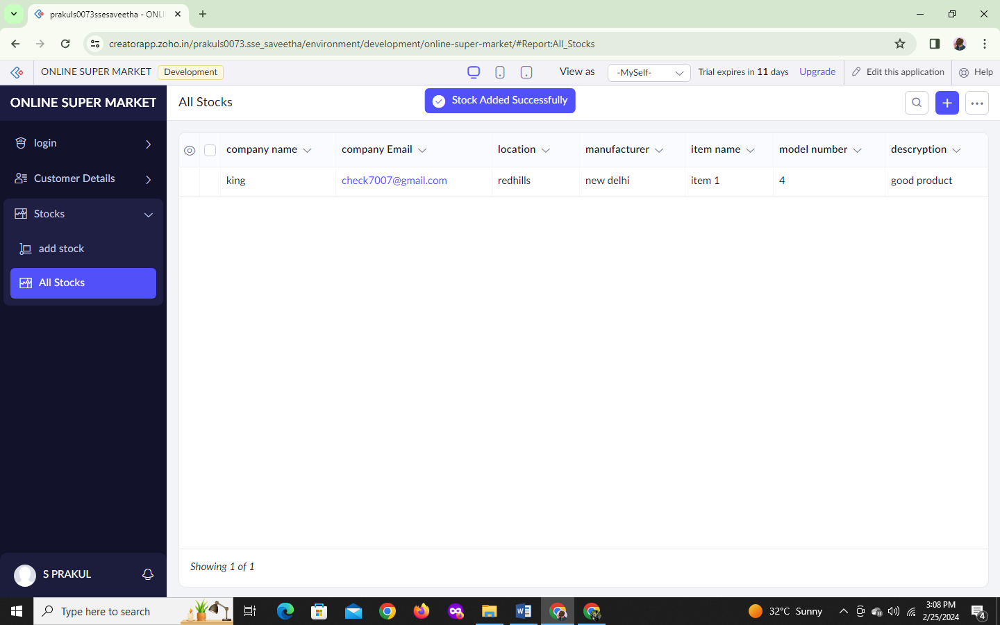 prakuls0073ssesaveetha - ONLI
creatorapp.zoho.in/prakuls0073.sse_saveetha/environment/development/online-super-market/#Report:All_Stocks
ONLINE SUPER MARKET Development View as -MySelf- Trial expires in 11 days Upgrade Edit this application Help
ONLINE SUPER MARKET
All Stocks
Stock Added Successfully
login
Customer Details
Stocks
add stock
All Stocks
company name company Email location manufacturer item name model number descryption
king check7007@gmail.com redhills new delhi item 1 4 good product
Showing 1 of 1
S PRAKUL
Type here to search
32°C Sunny
3:08 PM
2/25/2024
4